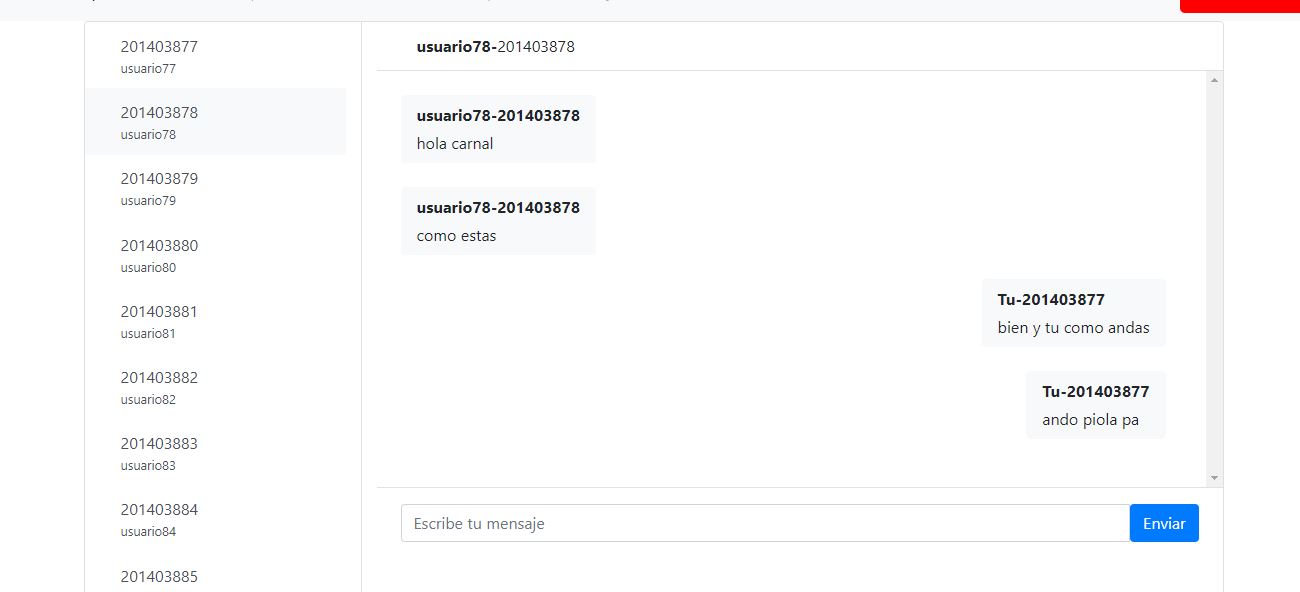 201403877
usuario77
201403878
usuario78
201403879
usuario79
201403880
usuario80
201403881
usuario81
201403882
usuario82
201403883
usuario83
201403884
usuario84
201403885
usuario78-201403878
usuario78-201403878
hola carnal
usuario78-201403878
como estas
Tu-201403877
bien y tu como andas
Tu-201403877
ando piola pa
Escribe tu mensaje
Enviar